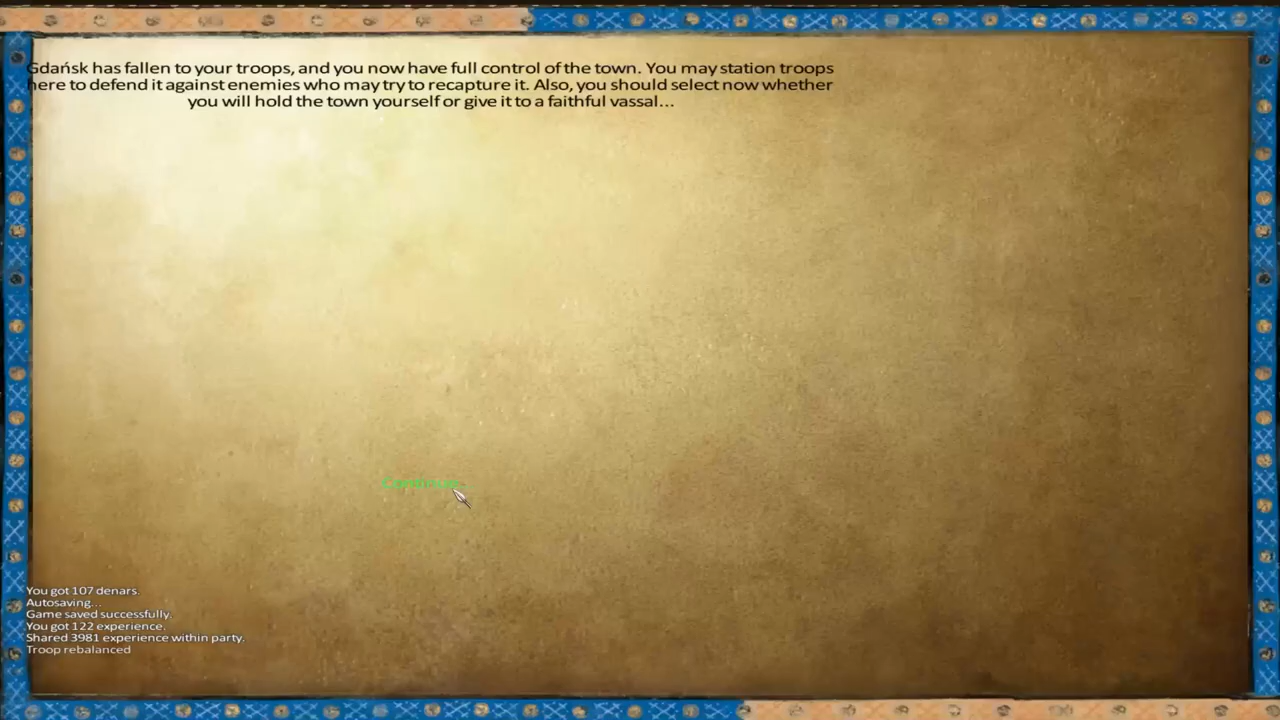 Gdańsk has fallen to your troops, and you now have full control of the town. You may station troops
here to defend it against enemies who may try to recapture it. Also, you should select now whether
you will hold the town yourself or give it to a faithful vassal...
Continue...
You got 107 denars.
Autosaving...
Game saved successfully.
You got 122 experience.
Shared 3981 experience within party.
Troop rebalanced